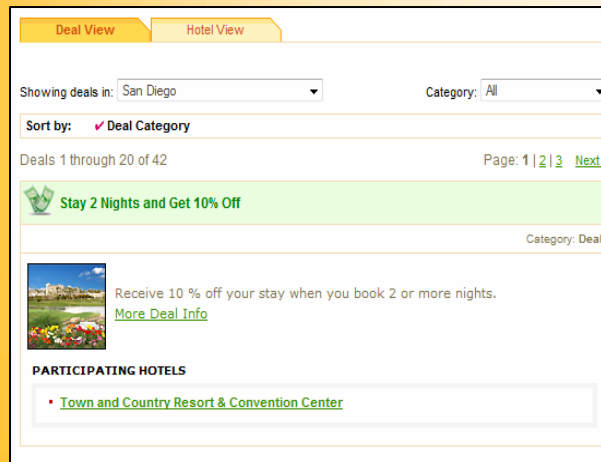 Deal View Hotel View
Showing deals in: San Diego Category: All
Sort by: ✔ Deal Category
Deals 1 through 20 of 42 Page: 1 | 2 | 3 Next
Stay 2 Nights and Get 10% Off
Category: Deal
Receive 10 % off your stay when you book 2 or more nights.
More Deal Info
PARTICIPATING HOTELS
Town and Country Resort & Convention Center